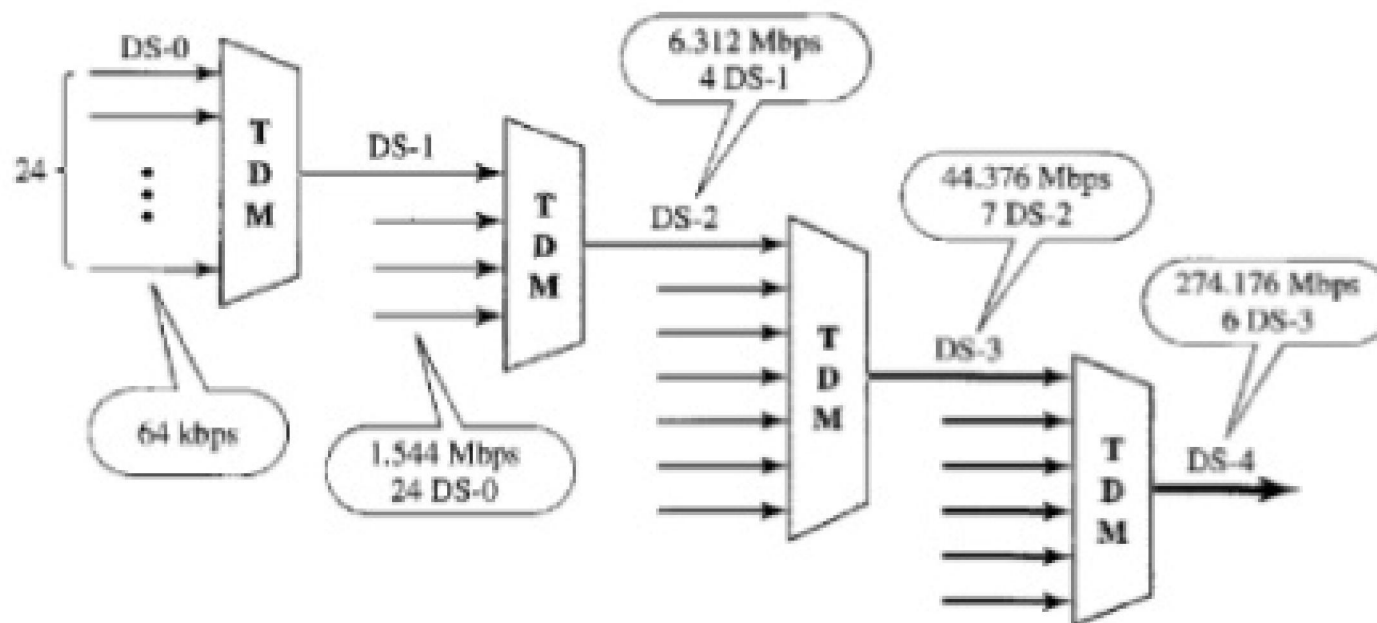 DS-0
24
T
D
M
64 kbps
DS-1
1.544 Mbps
24 DS-0
T
D
M
6.312 Mbps
4 DS-1
DS-2
T
D
M
44.376 Mbps
7 DS-2
DS-3
T
D
M
274.176 Mbps
6 DS-3
DS-4